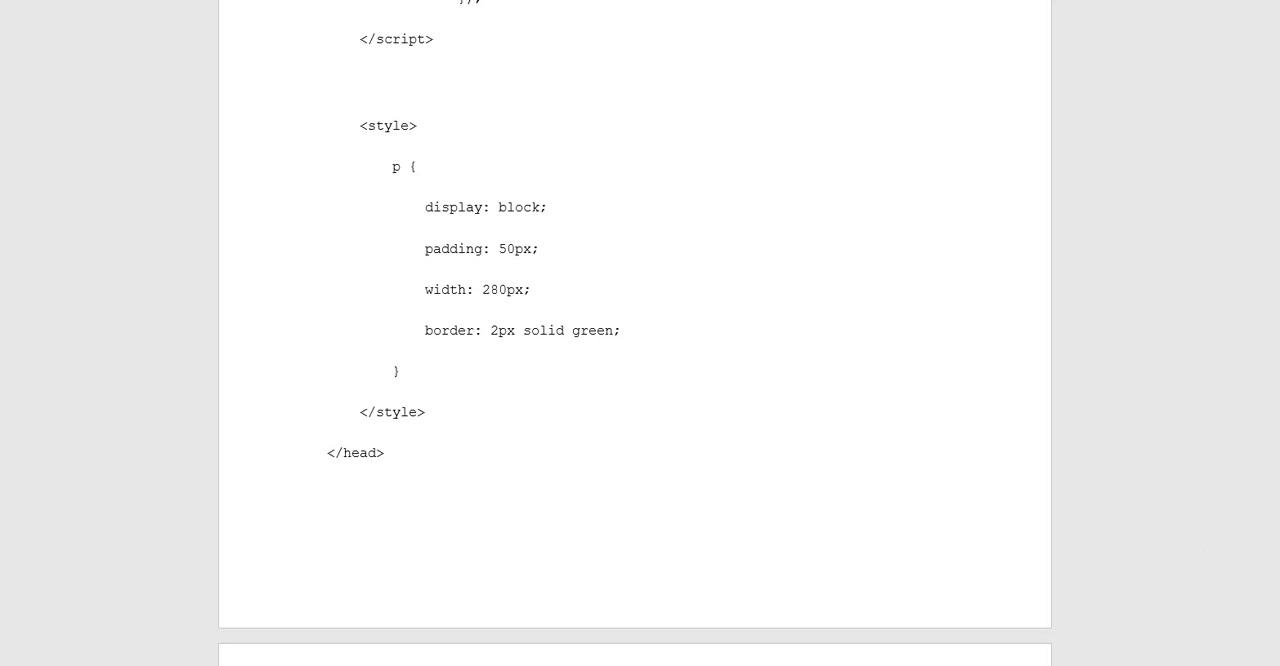 });
</script>
<style>
p {
display: block;
padding: 50px;
width: 280px;
border: 2px solid green;
}
</style>
</head>